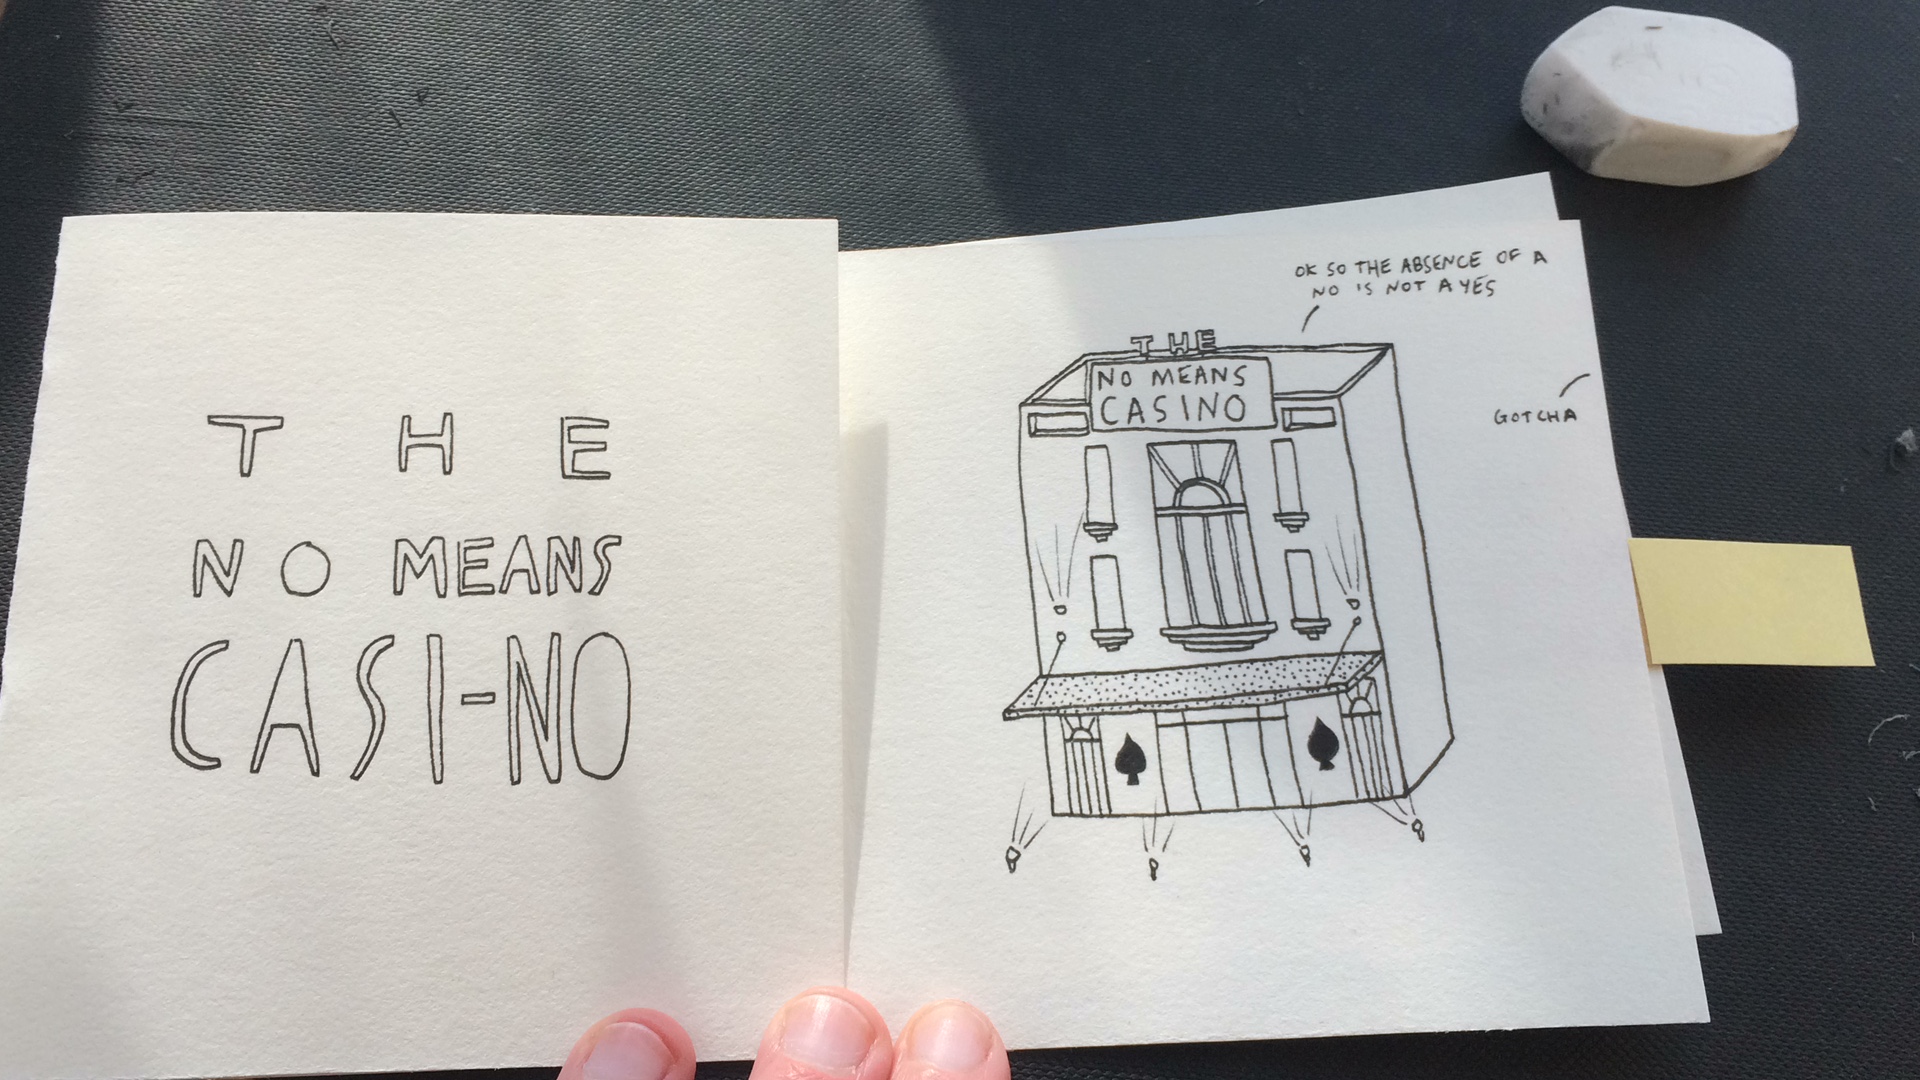 THE
NO MEANS
CASI-NO
OK SO THE ABSENCE OF A
NO IS NOT A YES
GOTCHA
THE
NO MEANS
CASINO